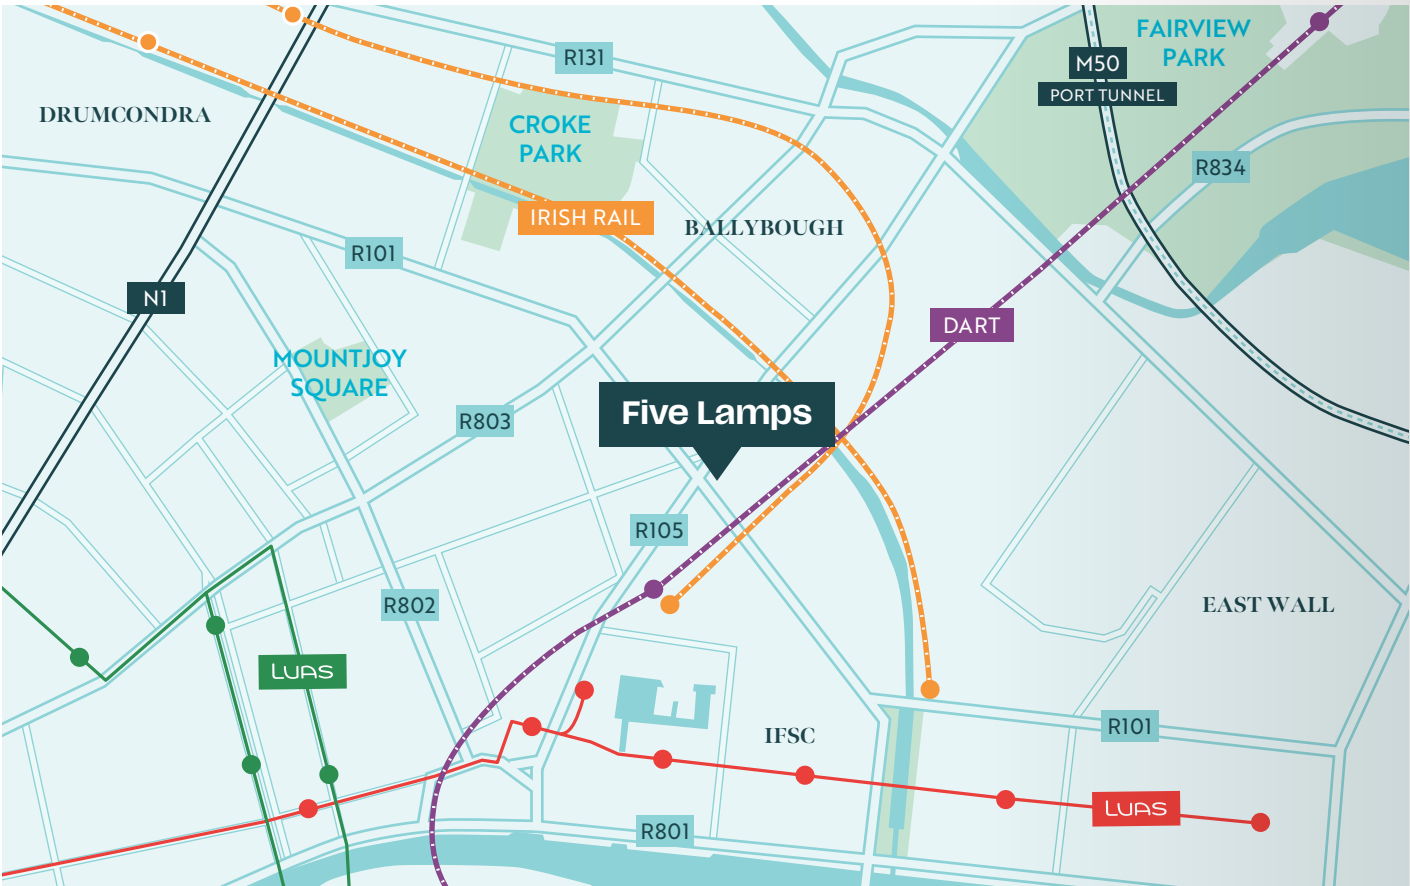 FAIRVIEW
PARK
R131
M50
PORT TUNNEL
DRUMCONDRA
CROKE
PARK
R834
IRISH RAIL
BALLYBOUGH
R101
N1
DART
MOUNTJOY
SQUARE
Five Lamps
R803
R105
R802
EAST WALL
LUAS
R101
IFSC
LUAS
R801